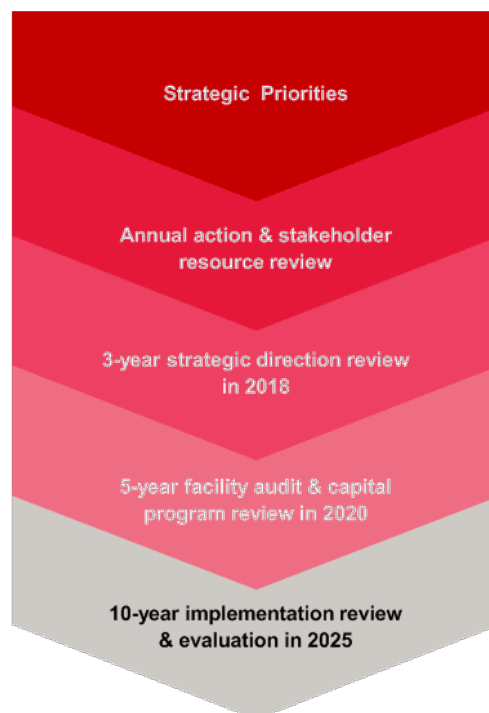 Strategic Priorities
Annual action & stakeholder
resource review
3-year strategic direction review
in 2018
5-year facility audit & capital
program review in 2020
10-year implementation review
& evaluation in 2025